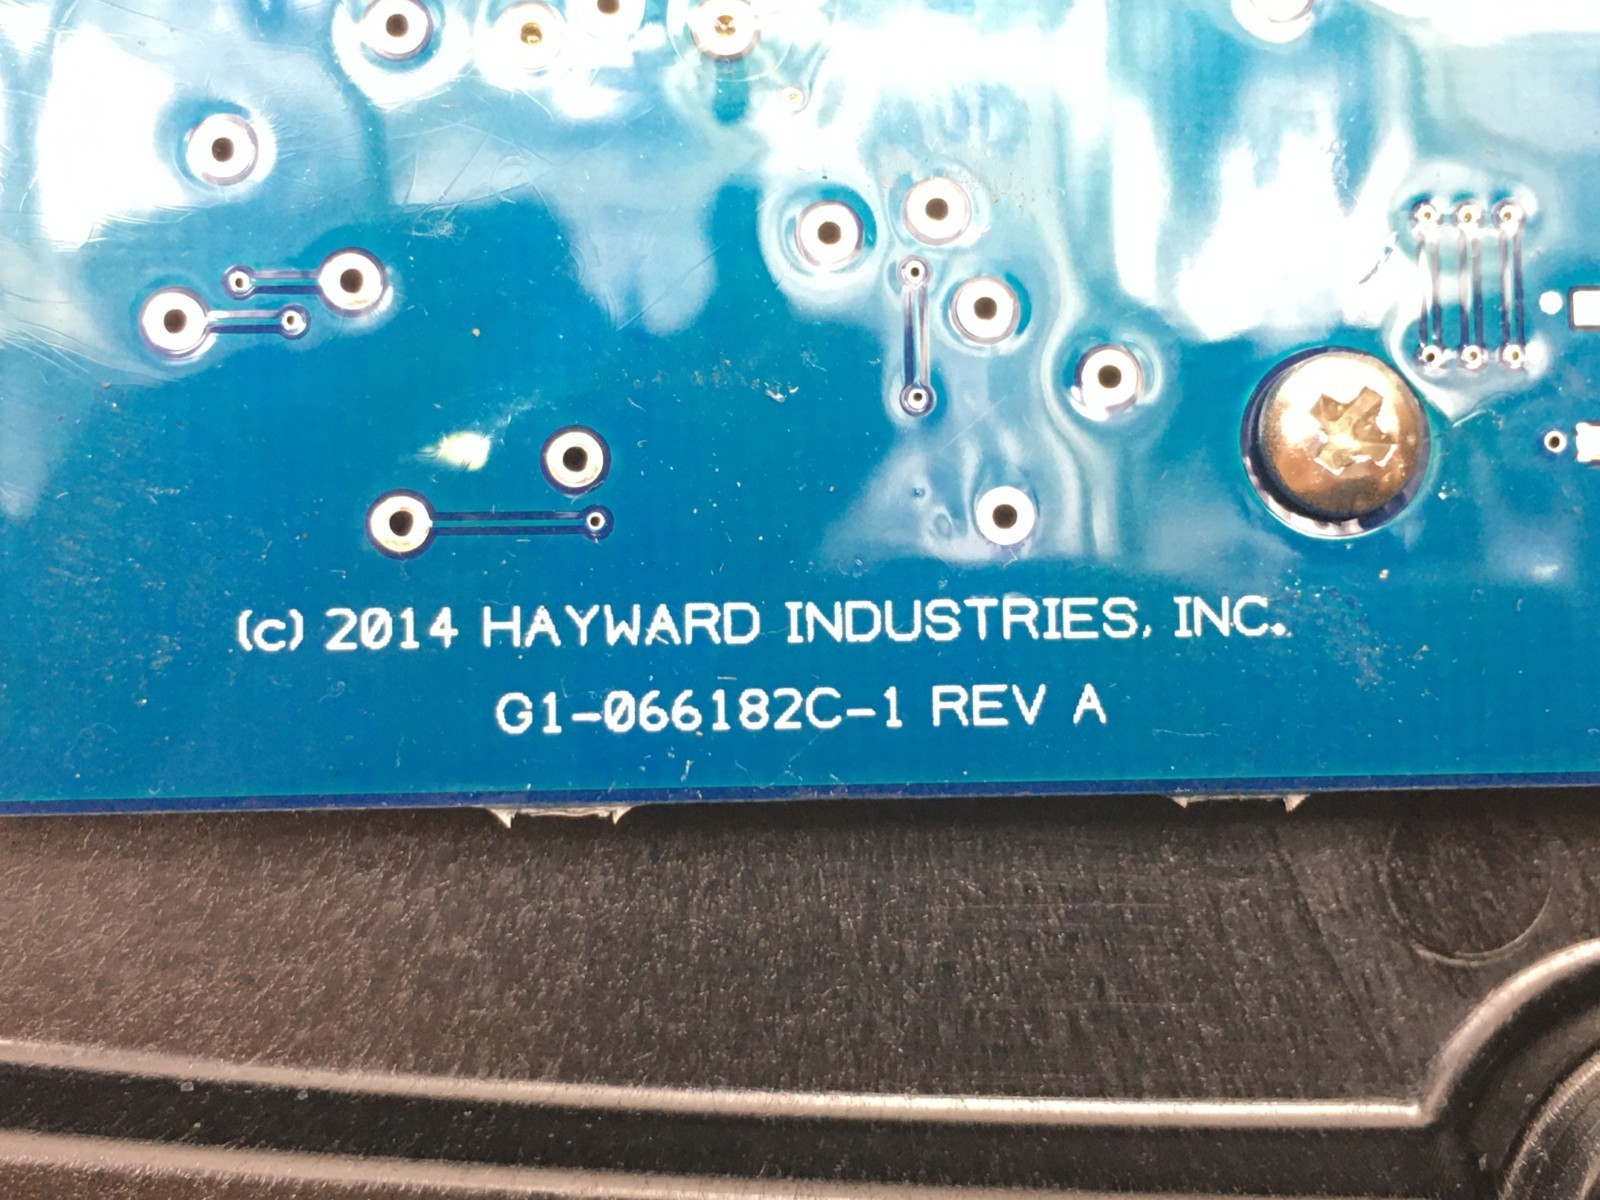 (c) 2014 HAYWARD INDUSTRIES, INC.
G1-066182C-1 REV A